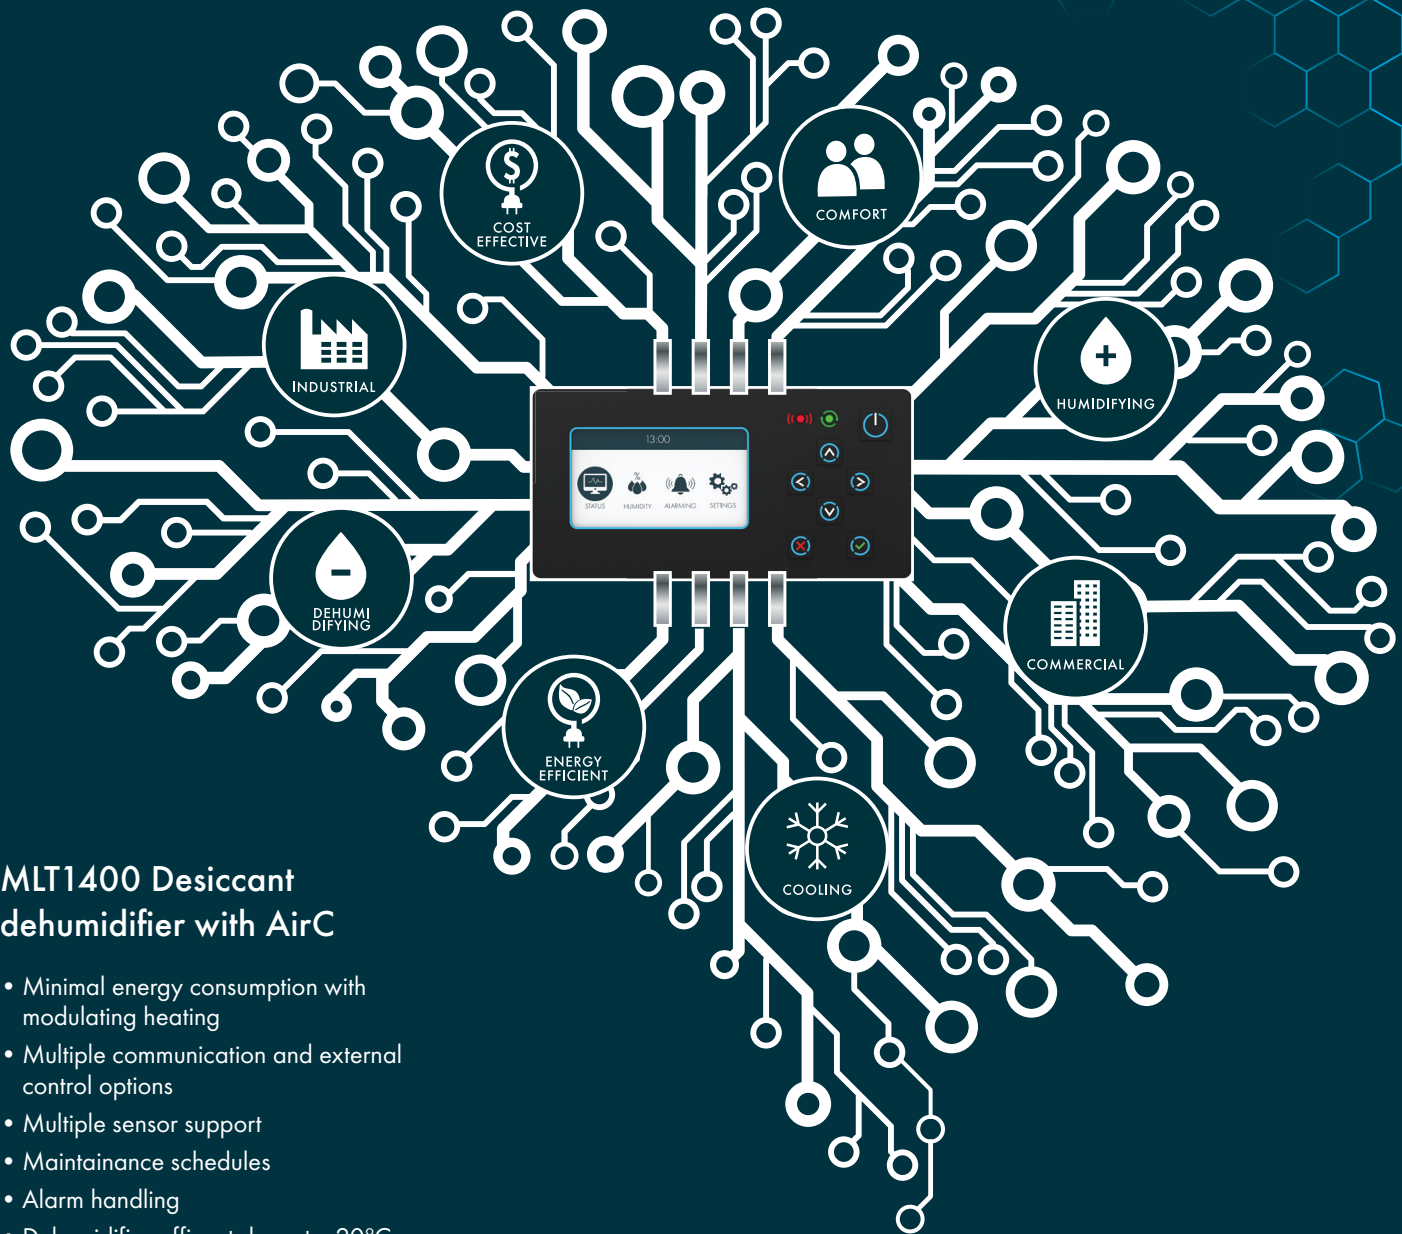 COST
EFFECTIVE
COMFORT
INDUSTRIAL
HUMIDIFYING
13:00
STATUS
%
HUMIDITY
ALARMING
SETTINGS
DEHUMI
DIFYING
COMMERCIAL
ENERGY
EFFICIENT
COOLING
MLT1400 Desiccant
dehumidifier with AirC
• Minimal energy consumption with
modulating heating
• Multiple communication and external
control options
• Multiple sensor support
• Maintainance schedules
• Alarm handling